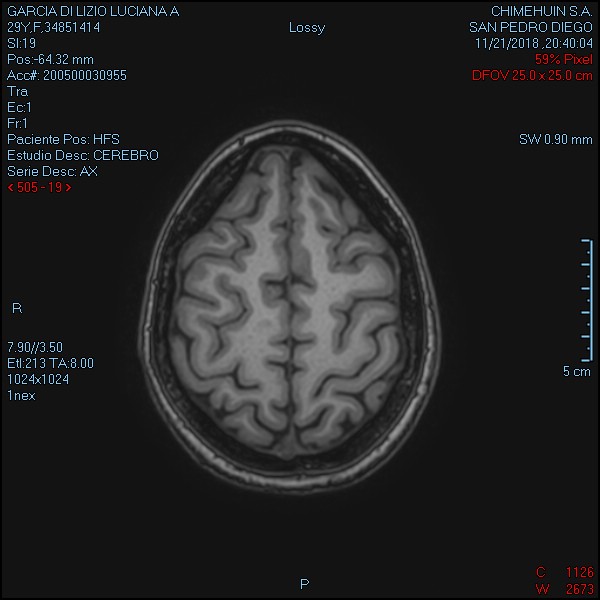 GARCIA DI LIZIO LUCIANA A
29Y,F,34851414
Sl:19
Pos:-64.32 mm
Acc#: 200500030955
Tra
Ec:1
Fr:1
Paciente Pos: HFS
Estudio Desc: CEREBRO
Serie Desc: AX
< 505 - 19 >
Lossy
CHIMEHUIN S.A.
SAN PEDRO DIEGO
11/21/2018 ,20:40:04
59% Pixel
DFOV 25.0 x 25.0 cm
SW 0.90 mm
R
7.90//3.50
Etl:213 TA:8.00
1024x1024
1nex
5 cm
P
C 1126
W 2673